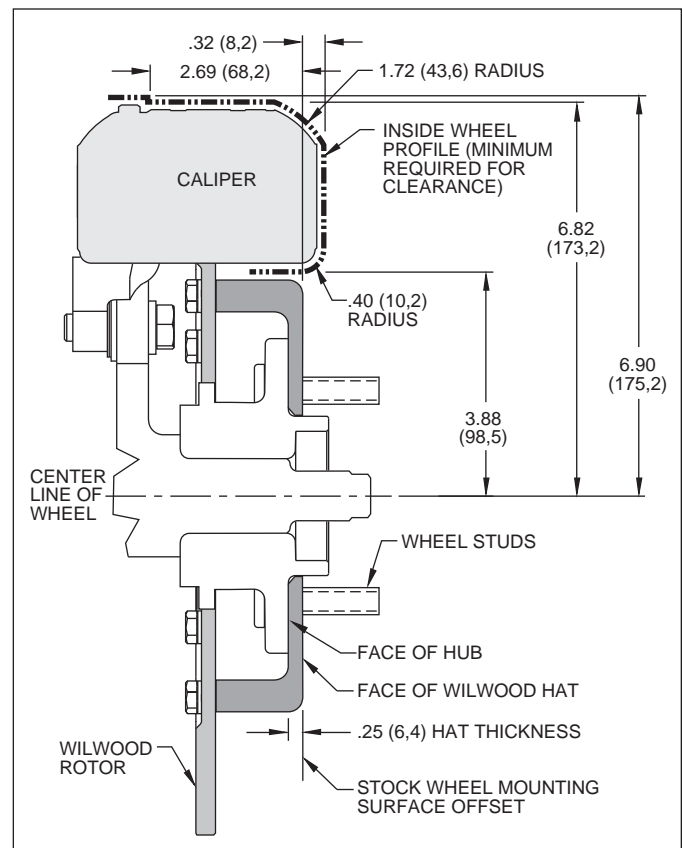 .32 (8,2)
2.69 (68,2)
1.72 (43,6) RADIUS
INSIDE WHEEL
PROFILE (MINIMUM
REQUIRED FOR
CLEARANCE)
CALIPER
6.82
(173,2)
.40 (10,2)
RADIUS
6.90
(175,2)
3.88
(98,5)
CENTER
LINE OF
WHEEL
WHEEL STUDS
FACE OF HUB
FACE OF WILWOOD HAT
.25 (6,4) HAT THICKNESS
WILWOOD
ROTOR
STOCK WHEEL MOUNTING
SURFACE OFFSET